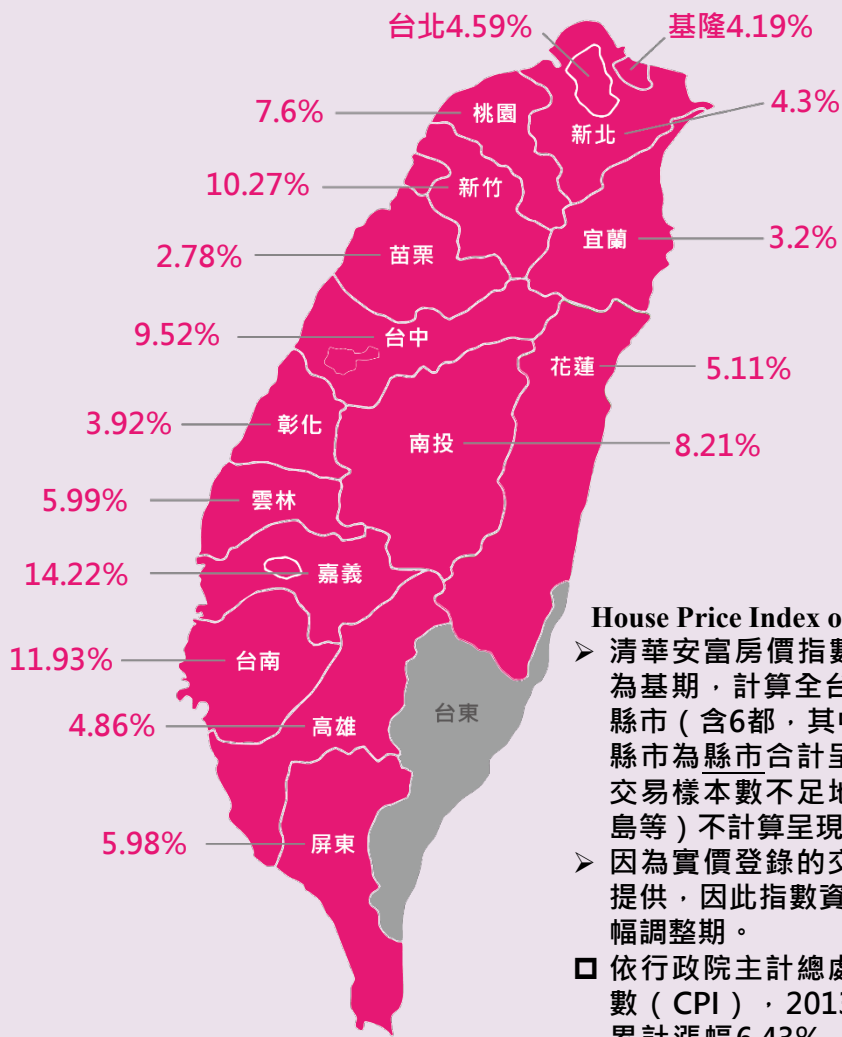 台北4.59%
基隆4.19%
7.6%
桃園
4.3%
新北
10.27%
新竹
宜蘭
3.2%
苗栗
2.78%
9.52%
台中
花蓮
5.11%
3.92%
彰化
南投
8.21%
5.99%
雲林
14.22%
嘉義
11.93%
台南
4.86%
高雄
台東
5.98%
屏東
House Price Index o
➢ 清華安富房價指數
為基期，計算全台
縣市（含6都，其中
縣市為縣市合計呈
交易樣本數不足地
島等）不計算呈現
➢ 因為實價登錄的交
提供，因此指數資
幅調整期。
依行政院主計總處
數（CPI），2013
累計漲幅6.43%